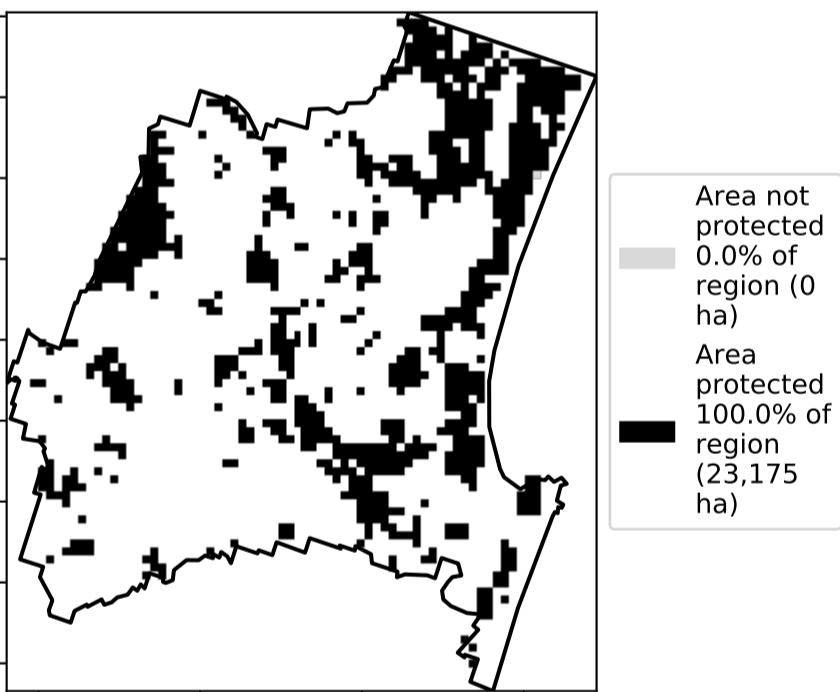 Area not
protected
0.0% of
region (0
ha)
Area
protected
100.0% of
region
(23,175
ha)